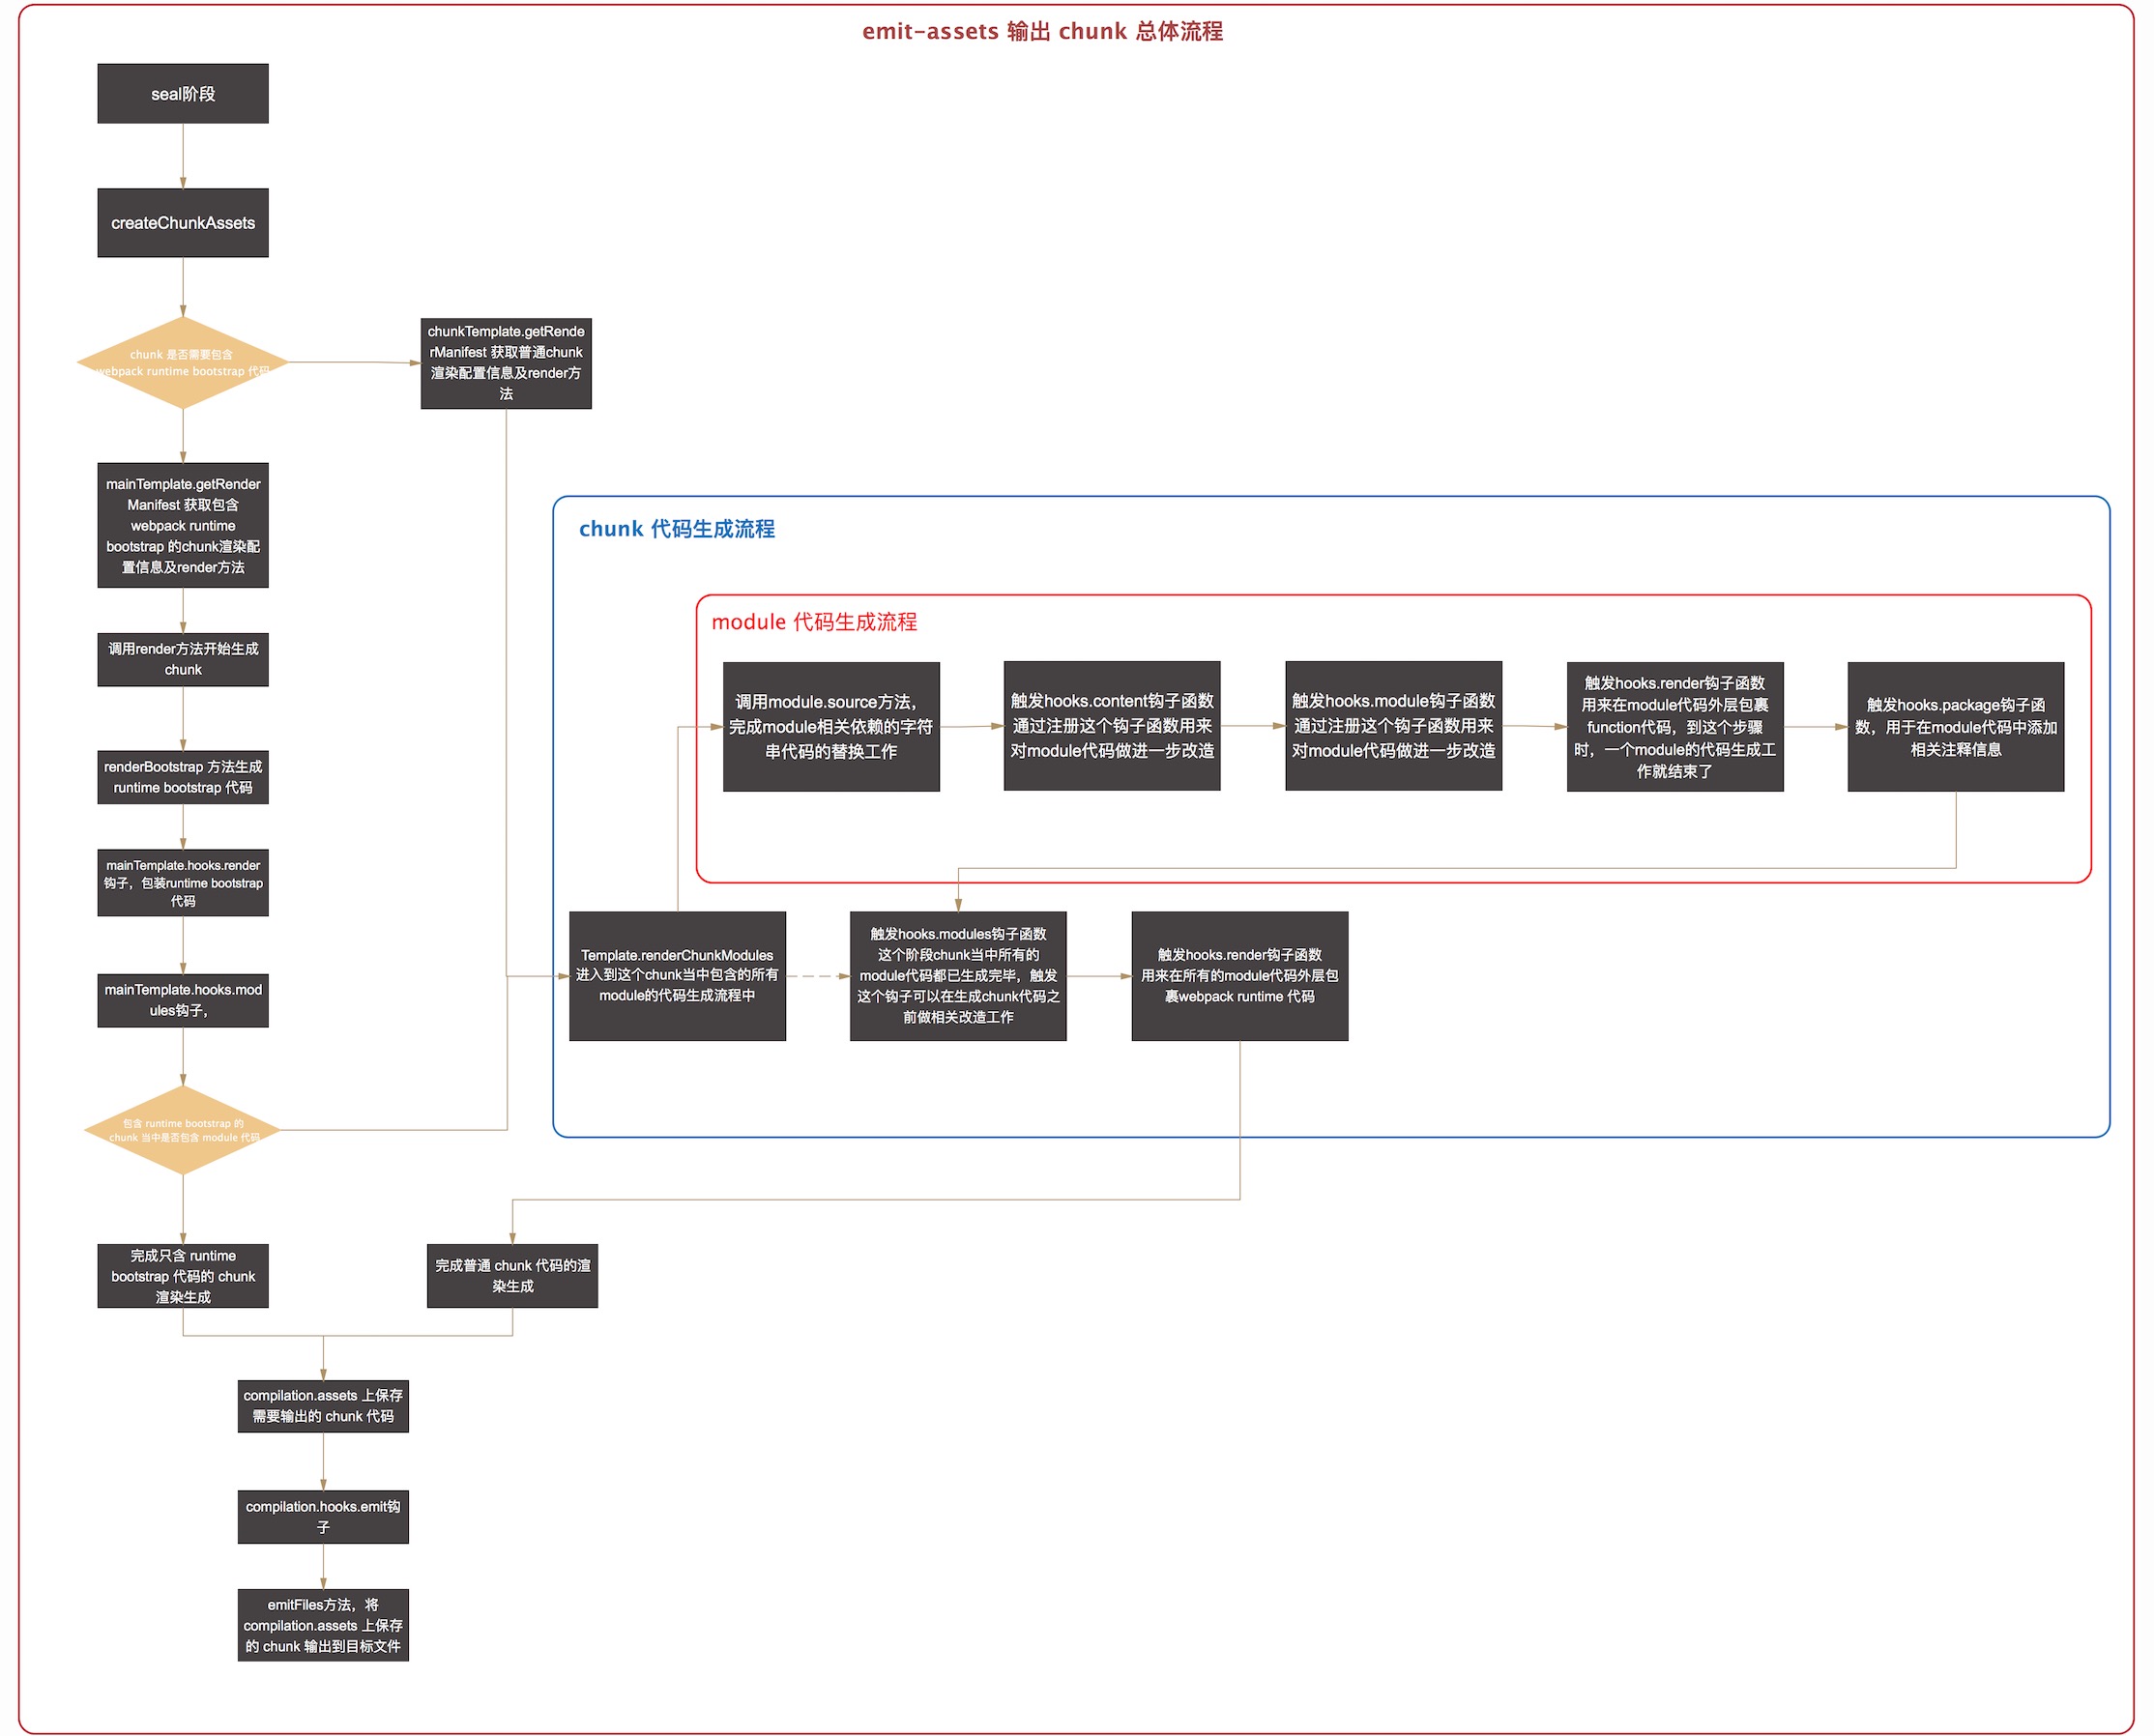 emit-assets 输出 chunk 总体流程
seal阶段
createChunkAssets
chunk 是否需要包含
webpack runtime bootstrap 代码
chunkTemplate.getRende
rManifest 获取普通chunk
渲染配置信息及render方
法
mainTemplate.getRender
Manifest 获取包含
webpack runtime
bootstrap 的chunk渲染配
置信息及render方法
调用render方法开始生成
chunk
renderBootstrap 方法生成
runtime bootstrap 代码
mainTemplate.hooks.render
钩子，包装runtime bootstrap
代码
mainTemplate.hooks.mod
ules钩子，
包含 runtime bootstrap 的
chunk 当中是否包含 module 代码
chunk 代码生成流程
module 代码生成流程
调用module.source方法，
完成module相关依赖的字符
串代码的替换工作
触发hooks.content钩子函数
通过注册这个钩子函数用来
对module代码做进一步改造
触发hooks.module钩子函数
通过注册这个钩子函数用来
对module代码做进一步改造
触发hooks.render钩子函数
用来在module代码外层包裹
function代码，到这个步骤
时，一个module的代码生成工
作就结束了
触发hooks.package钩子函
数，用于在module代码中添加
相关注释信息
Template.renderChunkModules
进入到这个chunk当中包含的所有
module的代码生成流程中
触发hooks.modules钩子函数
这个阶段chunk当中所有的
module代码都已生成完毕，触发
这个钩子可以在生成chunk代码之
前做相关改造工作
触发hooks.render钩子函数
用来在所有的module代码外层包
裹webpack runtime 代码
完成只含 runtime
bootstrap 代码的 chunk
渲染生成
完成普通 chunk 代码的渲
染生成
compilation.assets 上保存
需要输出的 chunk 代码
compilation.hooks.emit钩
子
emitFiles方法，将
compilation.assets 上保存
的 chunk 输出到目标文件